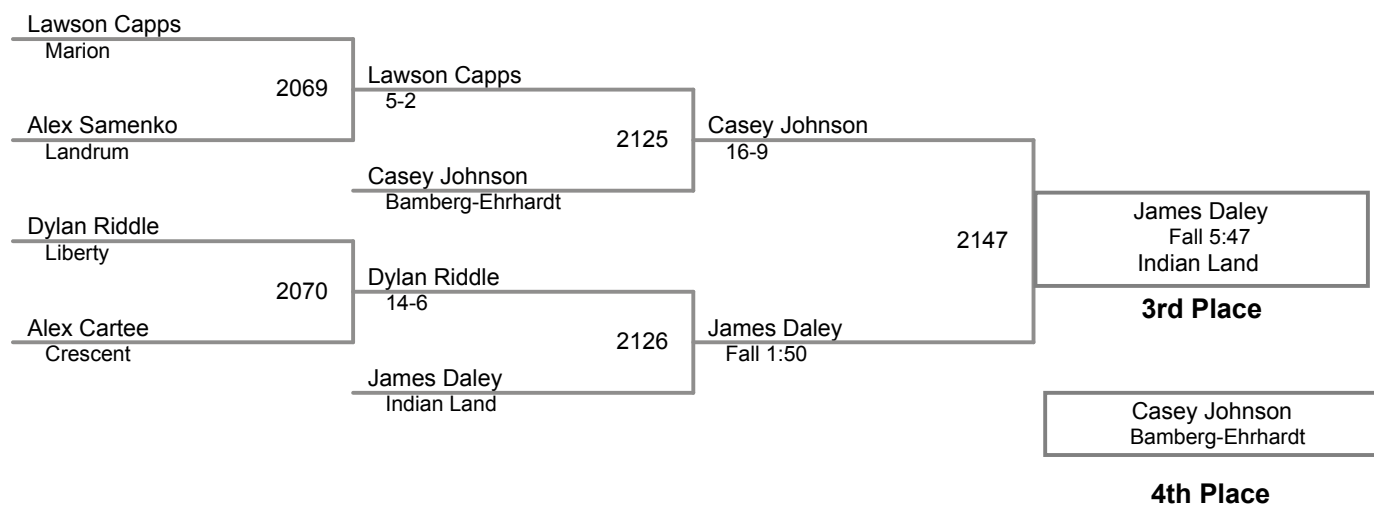 Lawson Capps
Marion
2069
Alex Samenko
Landrum
Lawson Capps
5-2
2125
Casey Johnson
Bamberg-Ehrhardt
Casey Johnson
16-9
Dylan Riddle
Liberty
2070
Alex Cartee
Crescent
Dylan Riddle
14-6
2126
James Daley
Indian Land
James Daley
Fall 1:50
2147
James Daley
Fall 5:47
Indian Land
3rd Place
Casey Johnson
Bamberg-Ehrhardt
4th Place